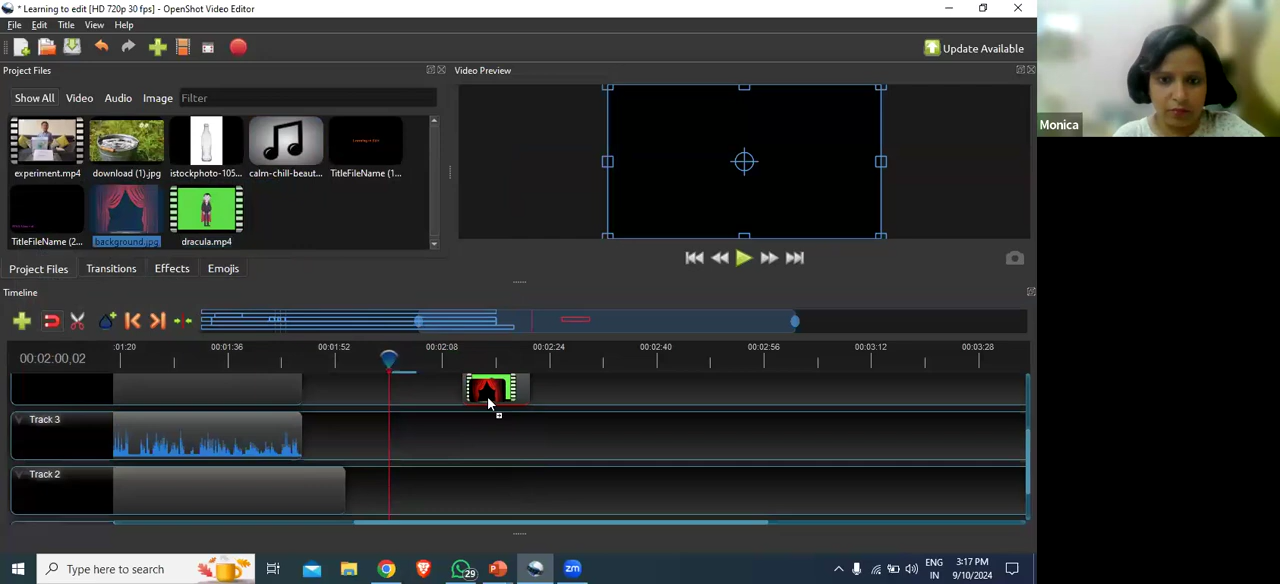 * Learning to edit [HD 720p 30 fps] - OpenShot Video Editor
File Edit Title View Help
Update Available
Project Files
Video Preview
Show All Video Audio Image Filter
experiment.mp4 download (1).jpg istockphoto-105... calm-chill-beaut... TitleFileName (1...
TitleFileName (2... background.jpg dracula.mp4
Project Files Transitions Effects Emojis
Timeline
00:02:00,02
:01:20 00:01:36 00:01:52 00:02:08 00:02:24 00:02:40 00:02:56 00:03:12 00:03:28
Track 3
Track 2
Type here to search
29
zm
ENG
IN
3:17 PM
9/10/2024
Monica